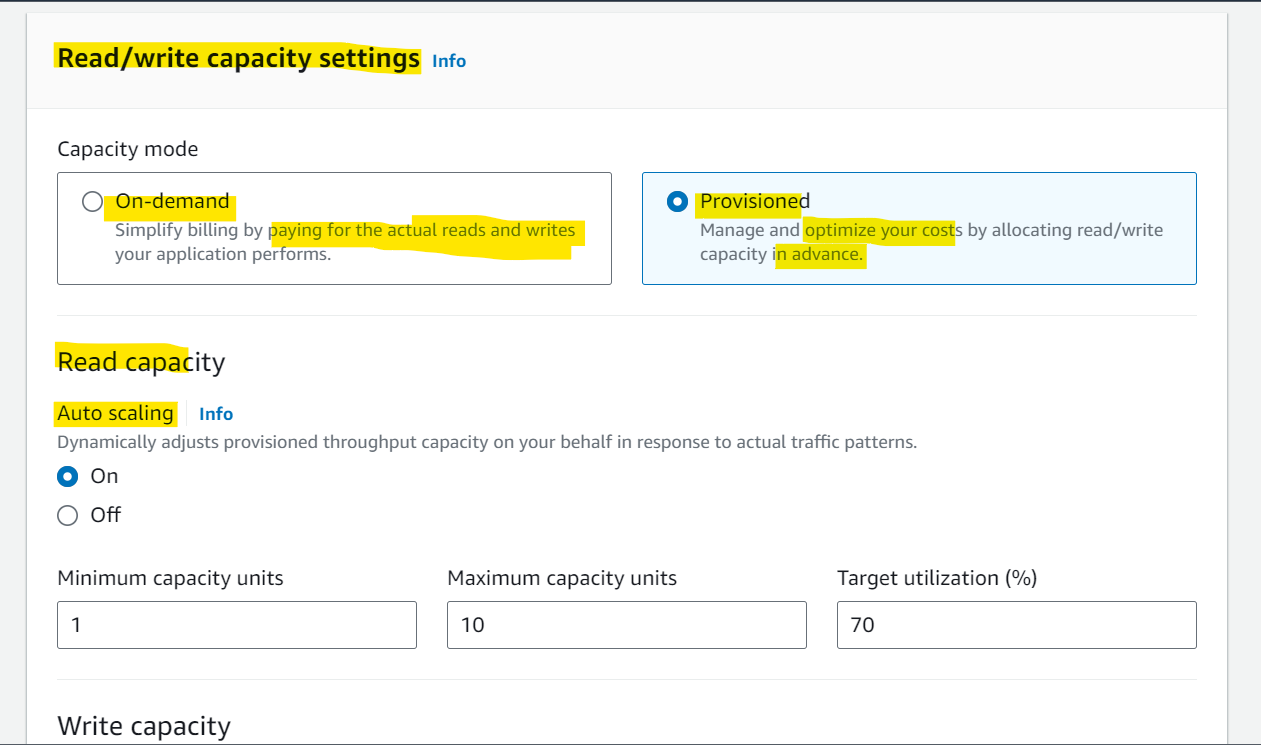 Read/write capacity settings Info
Capacity mode
On-demand
Simplify billing by paying for the actual reads and writes
your application performs.
Provisioned
Manage and optimize your costs by allocating read/write
capacity in advance.
Read capacity
Auto scaling Info
Dynamically adjusts provisioned throughput capacity on your behalf in response to actual traffic patterns.
On
Off
Minimum capacity units
1
Maximum capacity units
10
Target utilization (%)
70
Write capacity